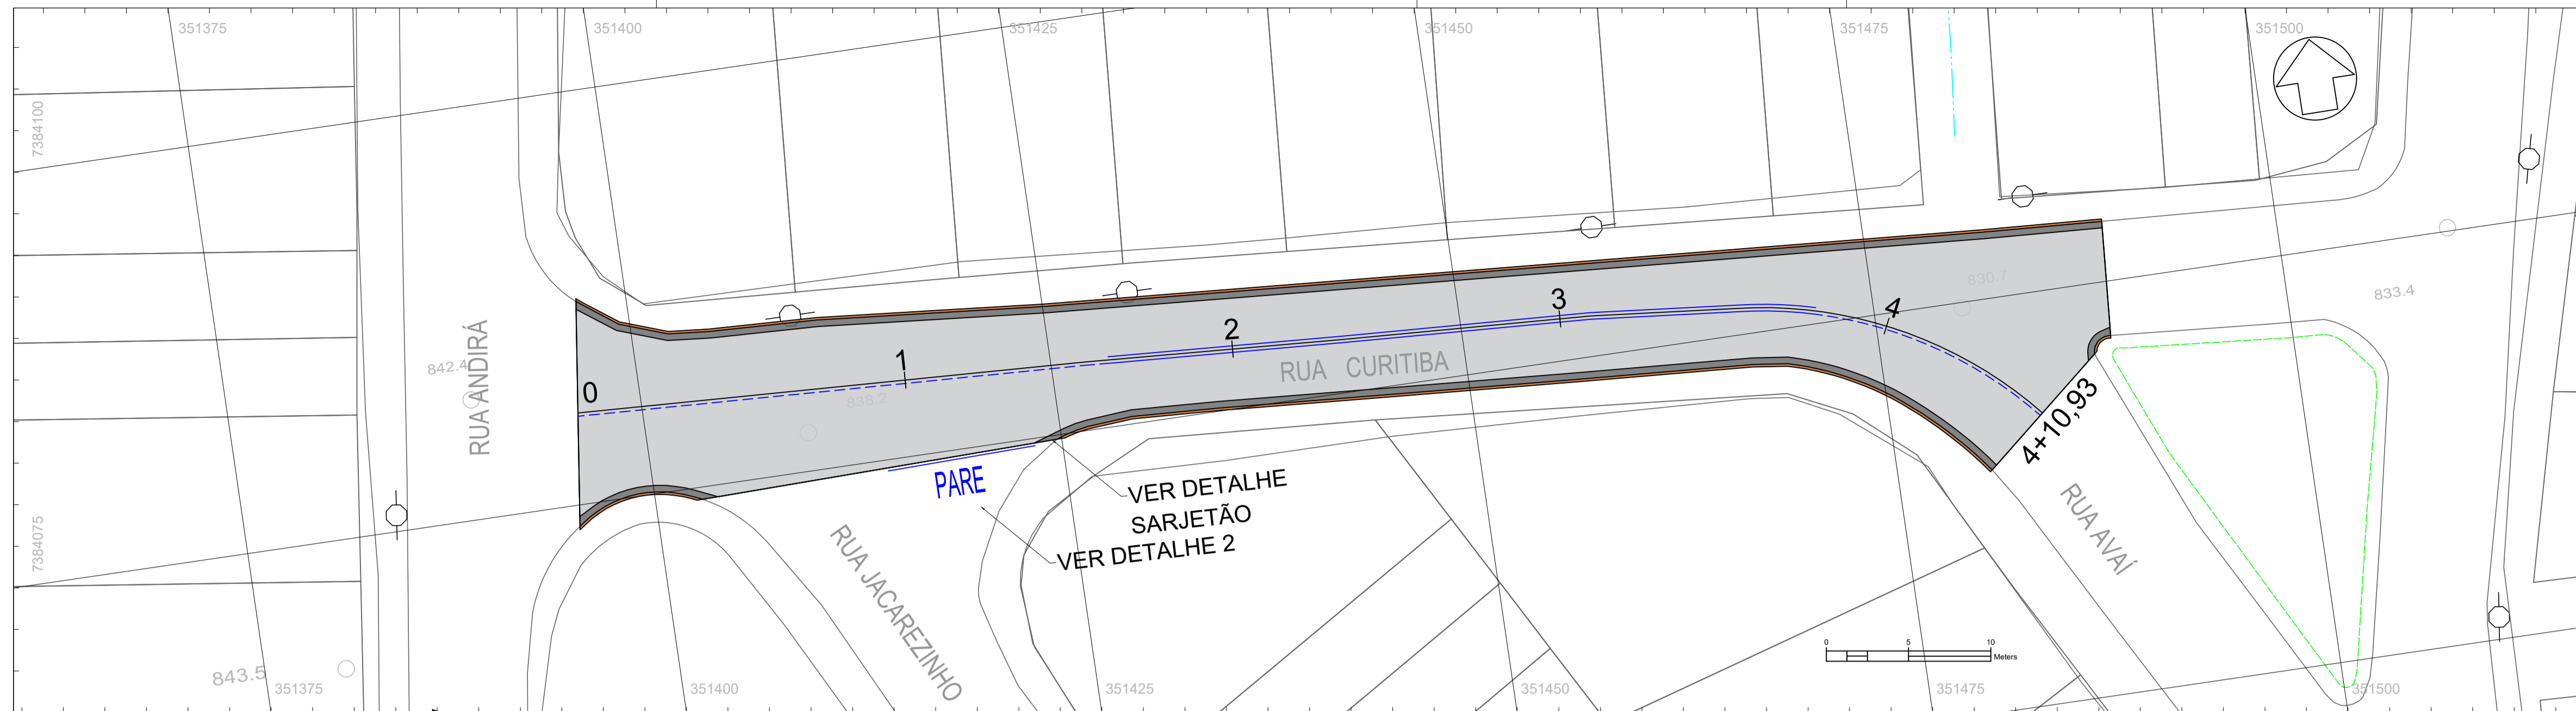 351375
351400
351425
351450
351475
351500
7384100
830.7
833.4
3
4
2
1
RUA CURITIBA
RUA ANDIRÁ
842.4
0
838.2
4+10,93
PARE
VER DETALHE
SARJETÃO
VER DETALHE 2
RUA AVAÍ
7384075
RUA JACAREZINHO
0 5 10
Meters
843.5
351375
351400
351425
351450
351475
351500